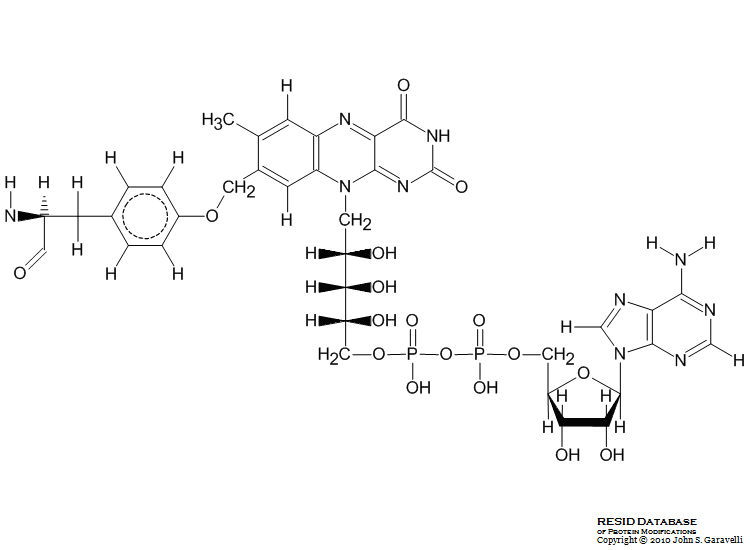 H O
H₃C N
NH
H H
H H H CH₂ N O
N
N O H CH₂
H H H
H OH
H N
O H H
H OH
N N
H OH O O
H
H₂C O P O P O CH₂ N N H
OH OH O
H H
H H
OH OH
RESID DATABASE
OF PROTEIN MODIFICATIONS
Copyright © 2010 John S. Garavelli